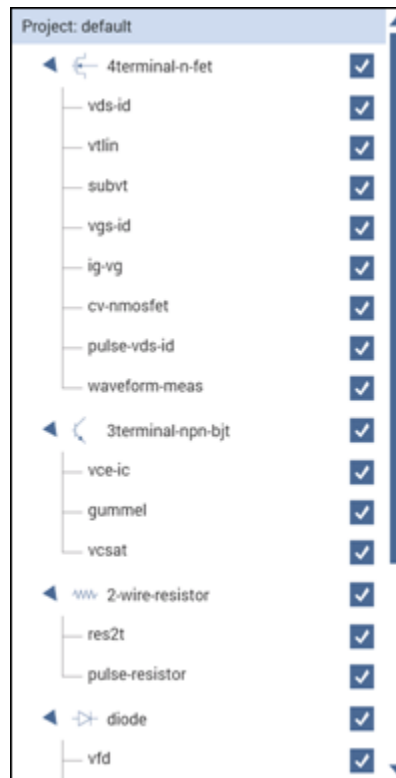 Project: default
4terminal-n-fet
vds-id
vtlin
subvt
vgs-id
ig-vg
cv-nmosfet
pulse-vds-id
waveform-meas
3terminal-npn-bjt
vce-ic
gummel
vcsat
2-wire-resistor
res2t
pulse-resistor
diode
vfd